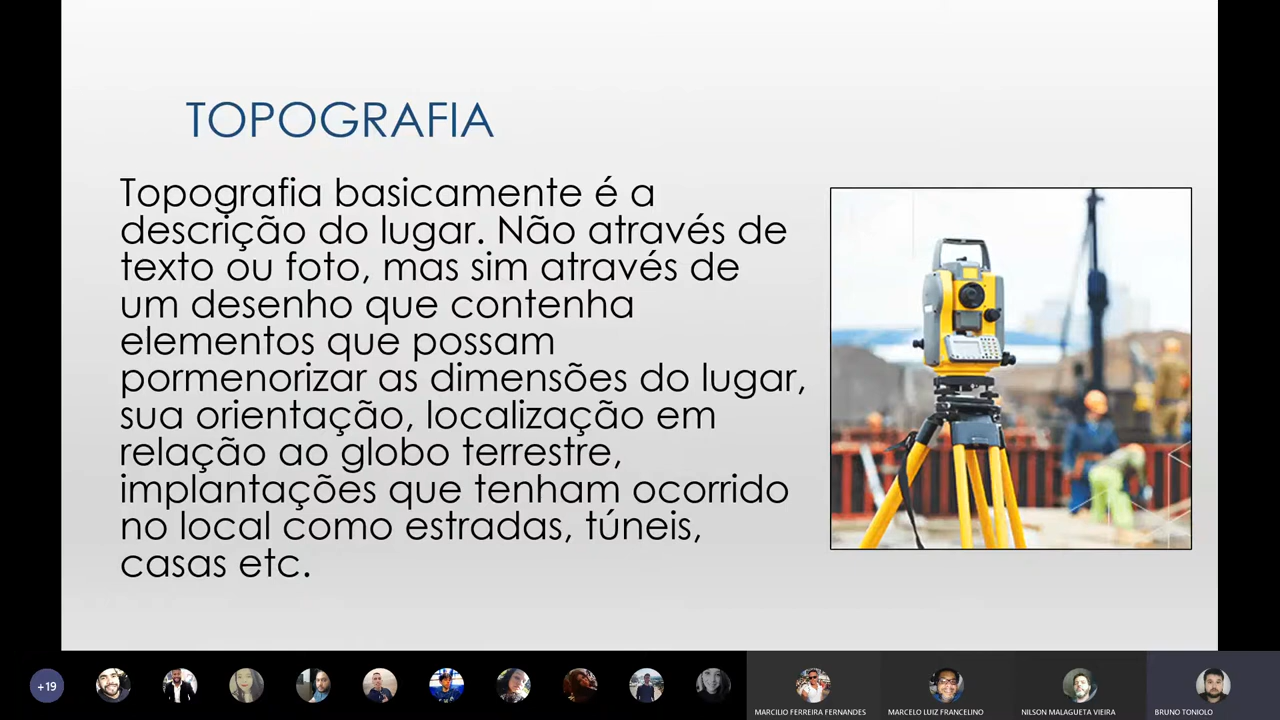 TOPOGRAFIA
Topografia basicamente é a
descrição do lugar. Não através de
texto ou foto, mas sim através de
um desenho que contenha
elementos que possam
pormenorizar as dimensões do lugar,
sua orientação, localização em
relação ao globo terrestre,
implantações que tenham ocorrido
no local como estradas, túneis,
casas etc.
+19
MARCILIO FERREIRA FERNANDES
MARCELO LUIZ FRANCELINO
NILSON MALAGUETA VIEIRA
BRUNO TONIOLO